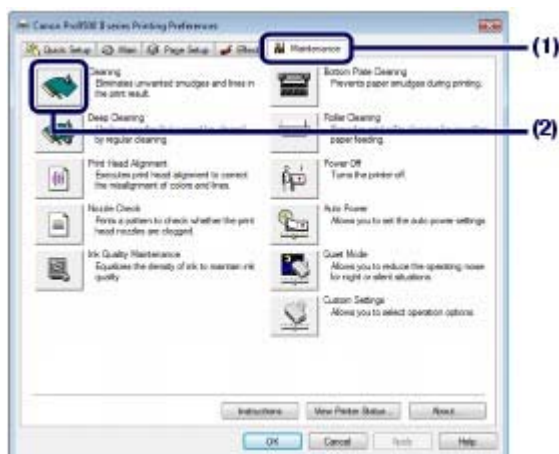 Canon Pro9500 II series Printing Preferences
Quick Setup Main Page Setup Effects Maintenance
(1)
Cleaning
Eliminates unwanted smudges and lines in
the print result.
(2)
Deep Cleaning
by regular cleaning.
Print Head Alignment
Executes print head alignment to correct
the misalignment of colors and lines.
Nozzle Check
Prints a pattern to check whether the print
head nozzles are clogged.
Ink Quality Maintenance
Equalizes the density of ink to maintain ink
quality.
Bottom Plate Cleaning
Prevents paper smudges during printing.
Roller Cleaning
paper feeding.
Power Off
Turns the printer off.
Auto Power
Allows you to set the auto power settings
Quiet Mode
Allows you to reduce the operating noise
for night or silent situations.
Custom Settings
Allows you to select operation options.
Instructions View Printer Status... About...
OK Cancel Apply Help